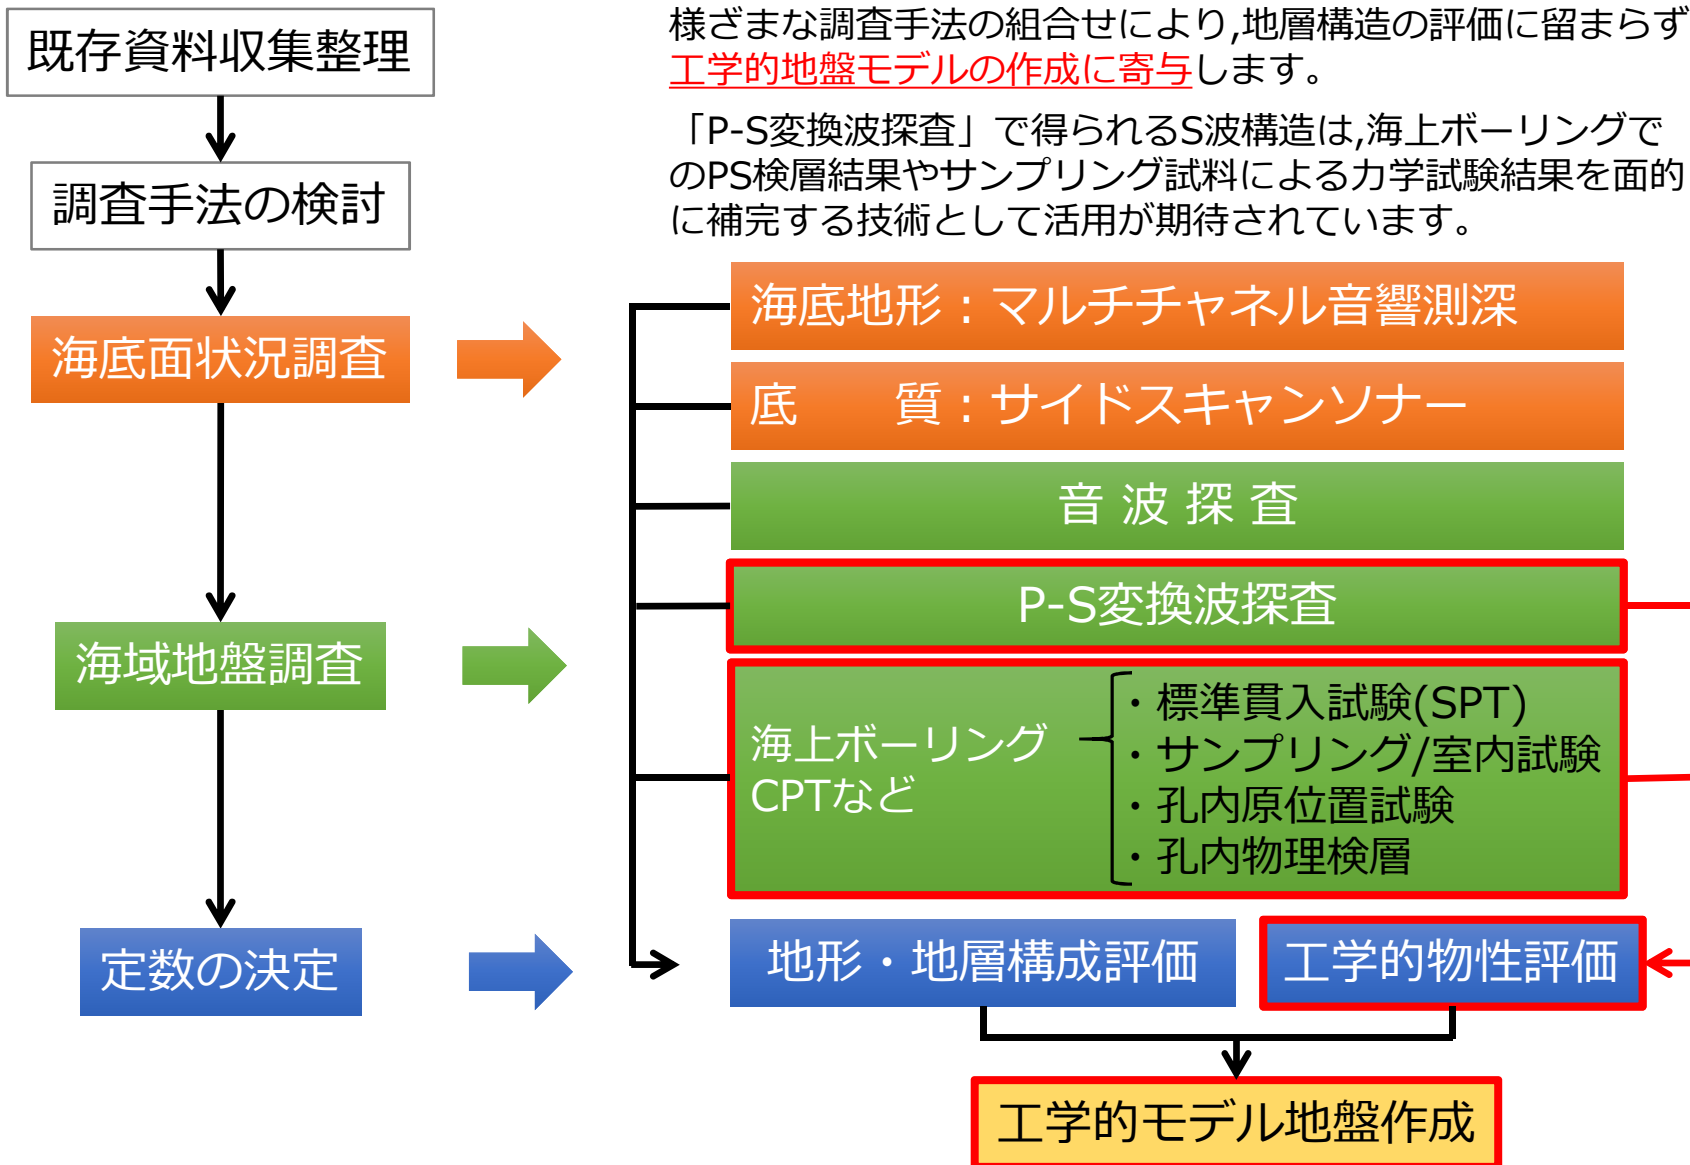 既存資料収集整理
調査手法の検討
海底面状況調査
海域地盤調査
定数の決定
様ざまな調査手法の組合せにより,地層構造の評価に留まらず
工学的地盤モデルの作成に寄与します。
「P-S変換波探査」で得られるS波構造は,海上ボーリングで
のPS検層結果やサンプリング試料による力学試験結果を面的
に補完する技術として活用が期待されています。
海底地形：マルチチャネル音響測深
底　　質：サイドスキャンソナー
音 波 探 査
P-S変換波探査
海上ボーリング
CPTなど
・標準貫入試験(SPT)
・サンプリング/室内試験
・孔内原位置試験
・孔内物理検層
地形・地層構成評価
工学的物性評価
工学的モデル地盤作成